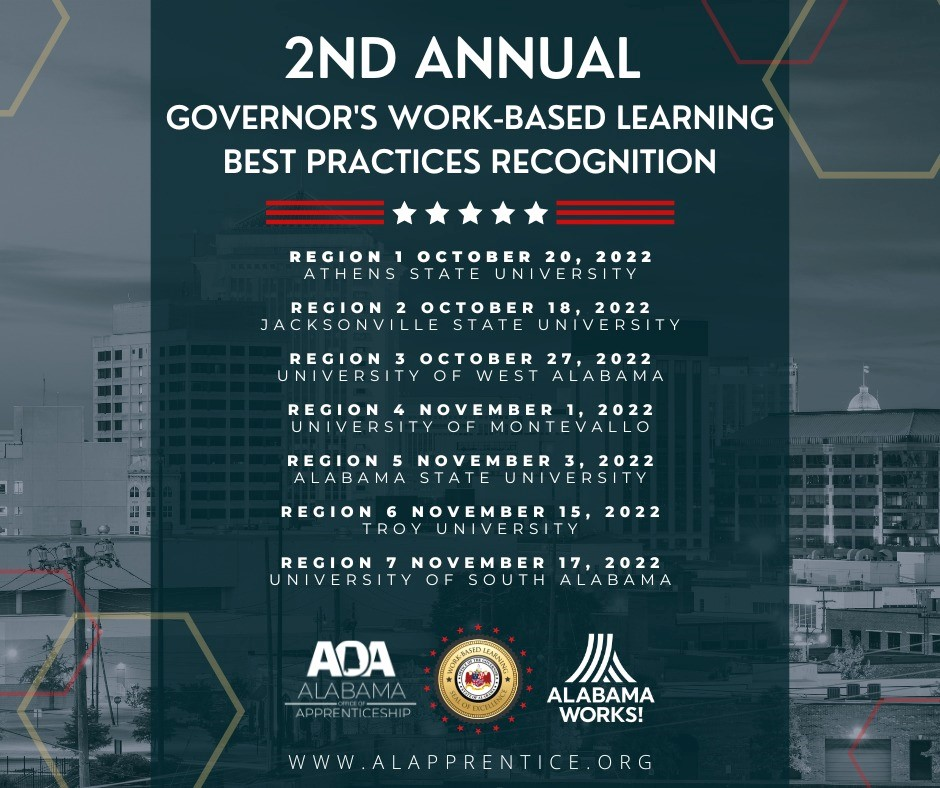 2ND ANNUAL
GOVERNOR'S WORK-BASED LEARNING
BEST PRACTICES RECOGNITION
REGION 1 OCTOBER 20, 2022
ATHENS STATE UNIVERSITY
REGION 2 OCTOBER 18, 2022
JACKSONVILLE STATE UNIVERSITY
REGION 3 OCTOBER 27, 2022
UNIVERSITY OF WEST ALABAMA
REGION 4 NOVEMBER 1, 2022
UNIVERSITY OF MONTEVALLO
REGION 5 NOVEMBER 3, 2022
ALABAMA STATE UNIVERSITY
REGION 6 NOVEMBER 15, 2022
TROY UNIVERSITY
REGION 7 NOVEMBER 17, 2022
UNIVERSITY OF SOUTH ALABAMA
AOA
ALABAMA
OFFICE OF
APPRENTICESHIP
WORK-BASED LEARNING
SEAL OF EXCELLENCE
ALABAMA
WORKS!
WWW.ALAPPRENTICE.ORG